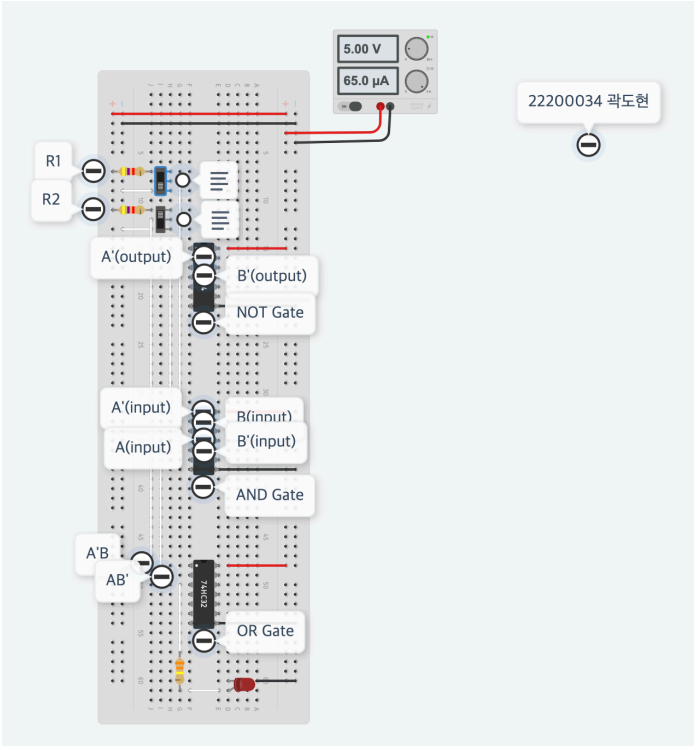 5.00 V
65.0 µA
22200034 곽도현
R1
R2
A'(output)
B'(output)
NOT Gate
A'(input)
B(input)
B'(input)
A(input)
AND Gate
A'B
AB'
74HC32
OR Gate